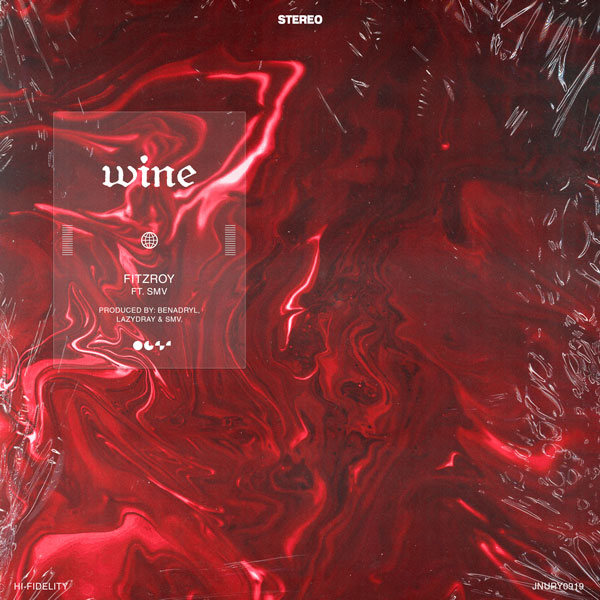 STEREO
wine
FITZROY
FT. SMV
PRODUCED BY: BENADRYL,
LAZYDRAY & SMV.
HI-FIDELITY
JNURY0919